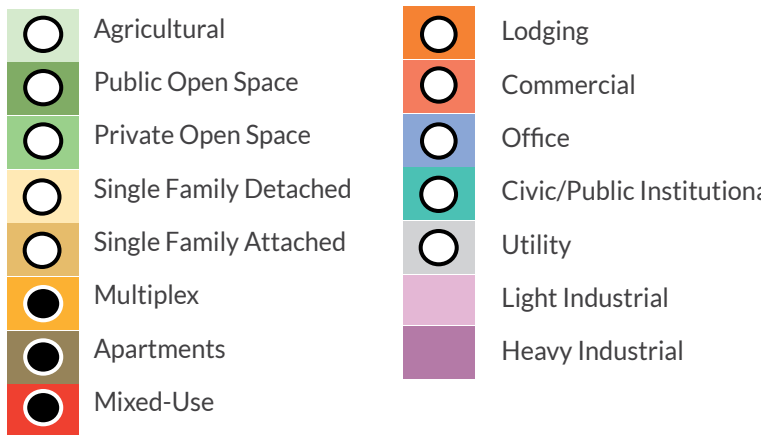 Agricultural
Public Open Space
Private Open Space
Single Family Detached
Single Family Attached
Multiplex
Apartments
Mixed-Use
Lodging
Commercial
Office
Civic/Public Institutiona
Utility
Light Industrial
Heavy Industrial